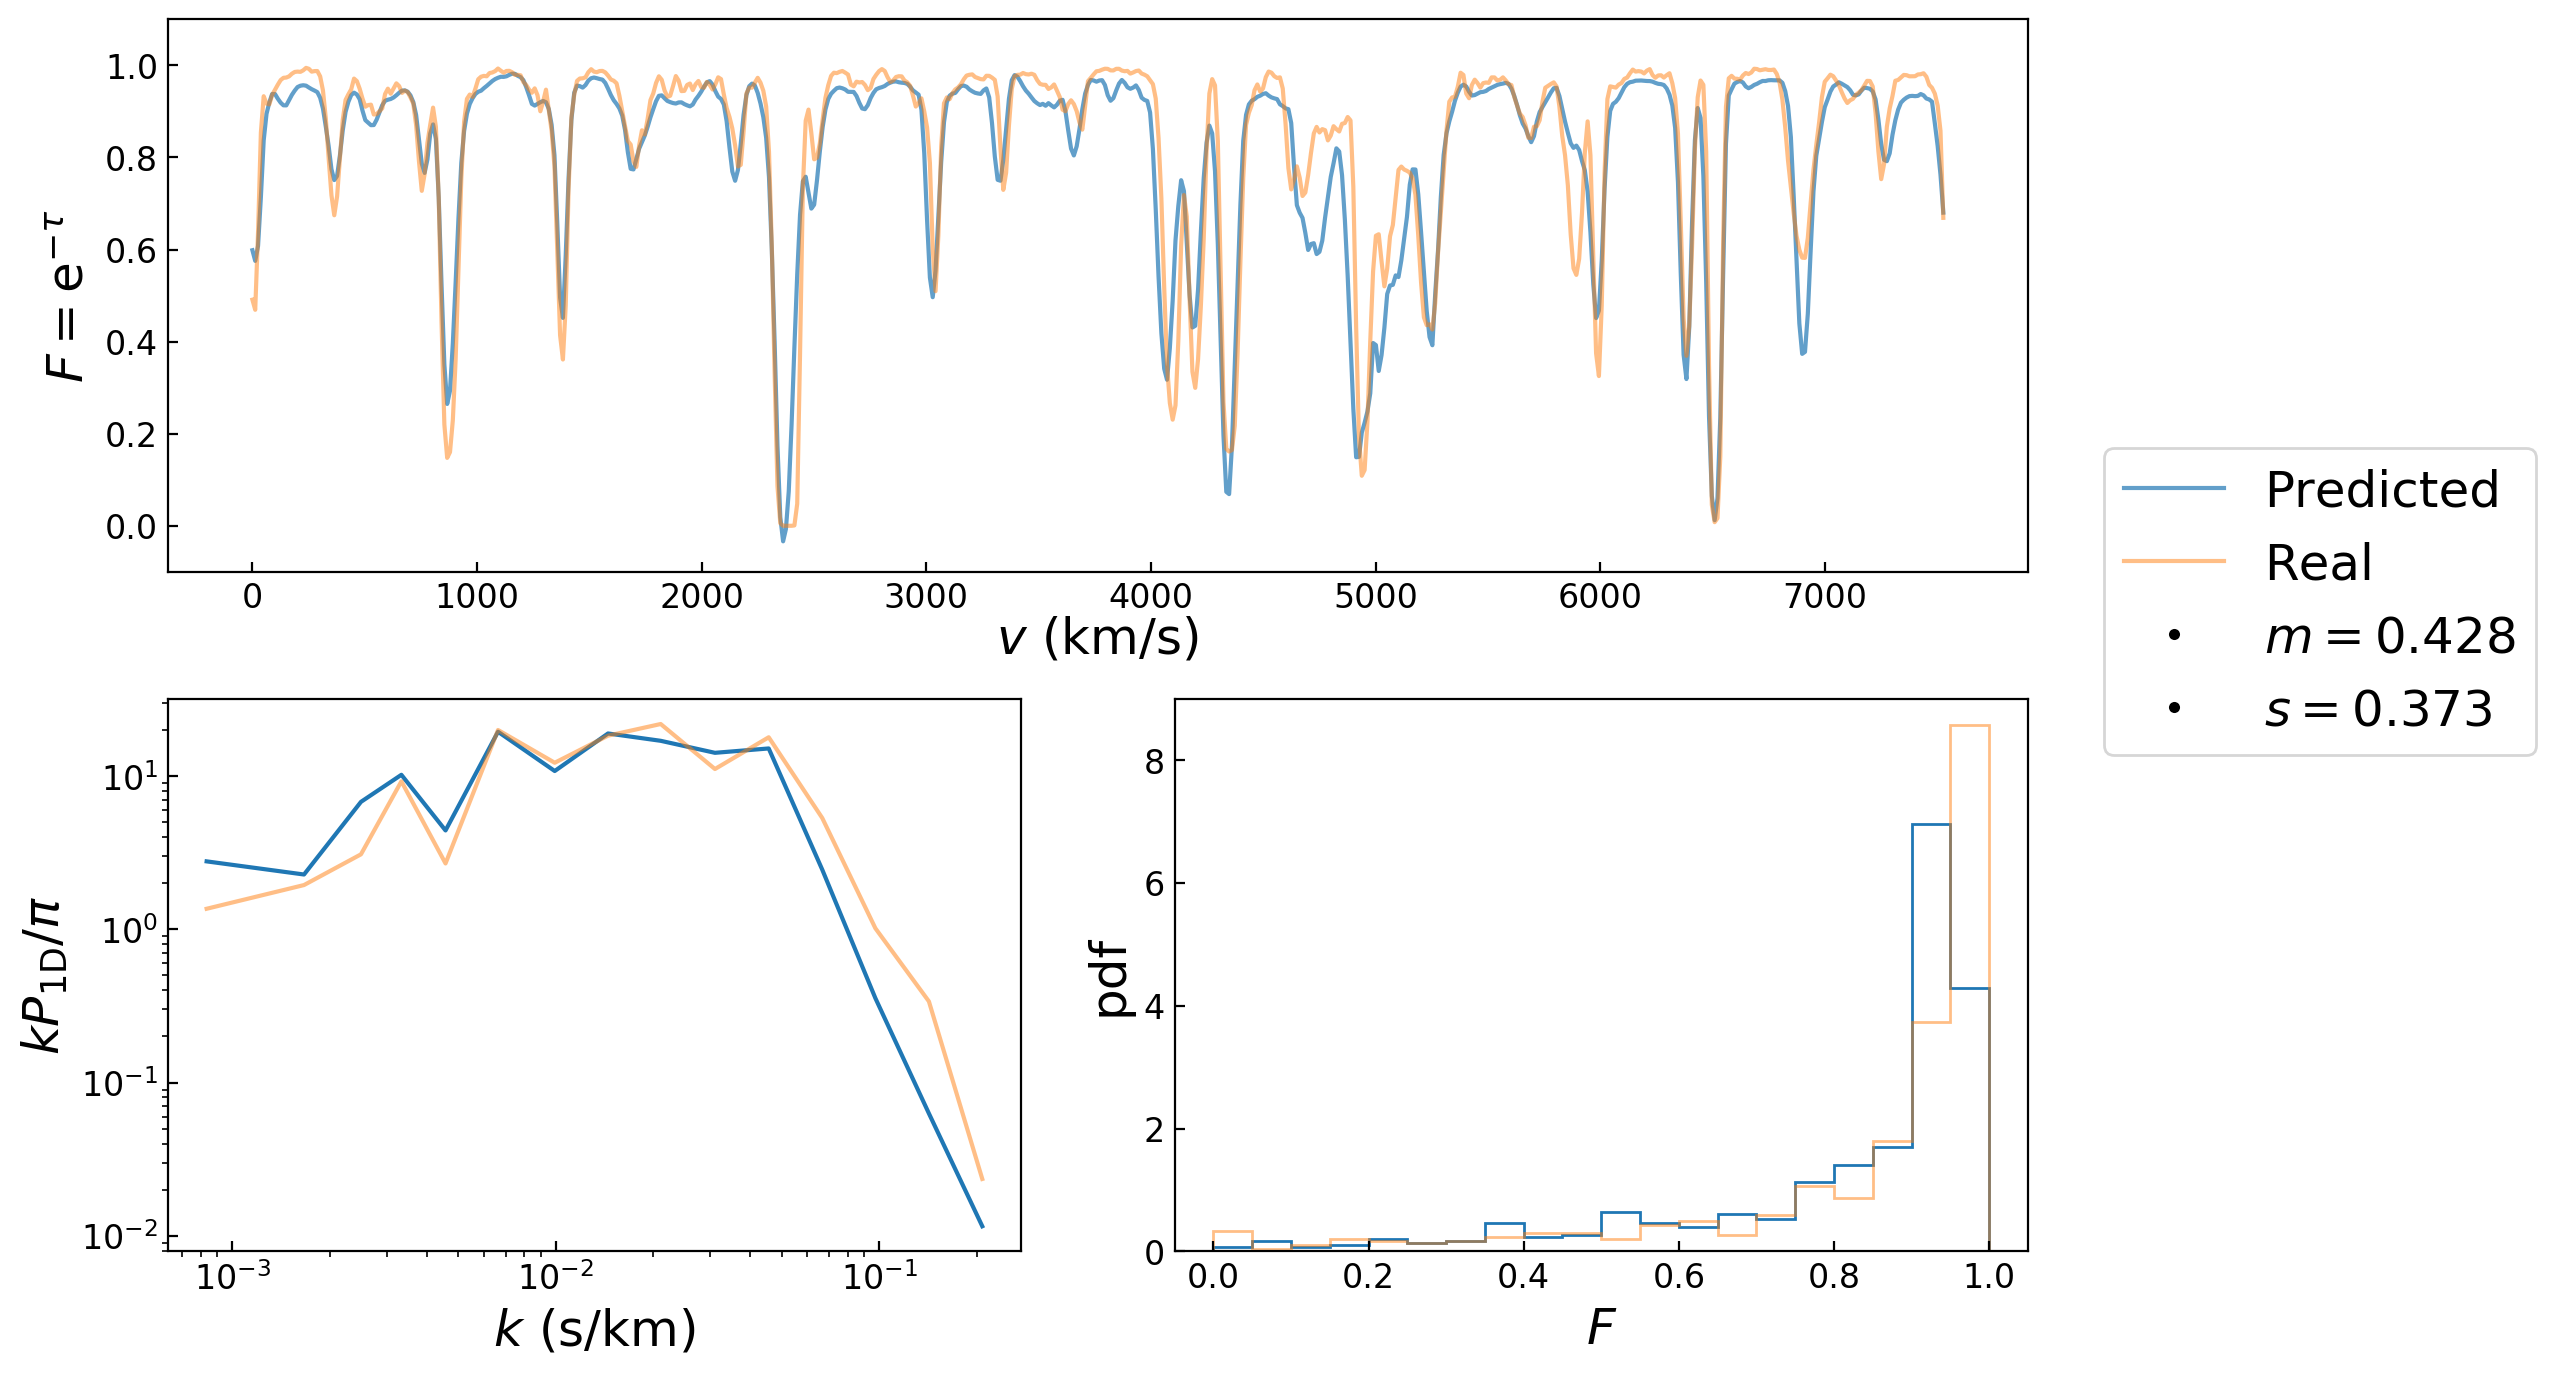 F = e^{−τ}
1.0
0.8
0.6
0.4
0.2
0.0
0 1000 2000 3000 4000 5000 6000 7000
v (km/s)
Predicted
Real
m = 0.428
s = 0.373
kP_{1D}/π
10^1
10^0
10^{−1}
10^{−2}
10^{−3} 10^{−2} 10^{−1}
k (s/km)
pdf
8
6
4
2
0
0.0 0.2 0.4 0.6 0.8 1.0
F